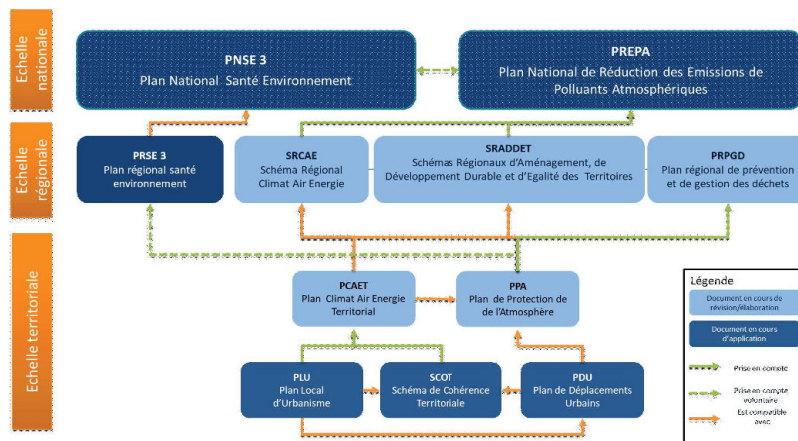 Echelle
nationale
PNSE 3
Plan National Santé Environnement
PREPA
Plan National de Réduction des Emissions de
Polluants Atmosphériques
Echelle
régionale
PRSE 3
Plan régional santé
environnement
SRCAE
Schéma Régional
Climat Air Energie
SRADDET
Schémas Régionaux d'Aménagement, de
Développement Durable et d'Egalité des Territoires
PRPGD
Plan régional de prévention
et de gestion des déchets
Echelle territoriale
PCAET
Plan Climat Air Energie
Territorial
PPA
Plan de Protection de
de l'Atmosphère
PLU
Plan Local
d'Urbanisme
SCOT
Schéma de Cohérence
Territoriale
PDU
Plan de Déplacements
Urbains
Légende
Document en cours de
révision/élaboration
Document en cours
d'application
Prise en compte
Prise en compte
volontaire
Est compatible
avec